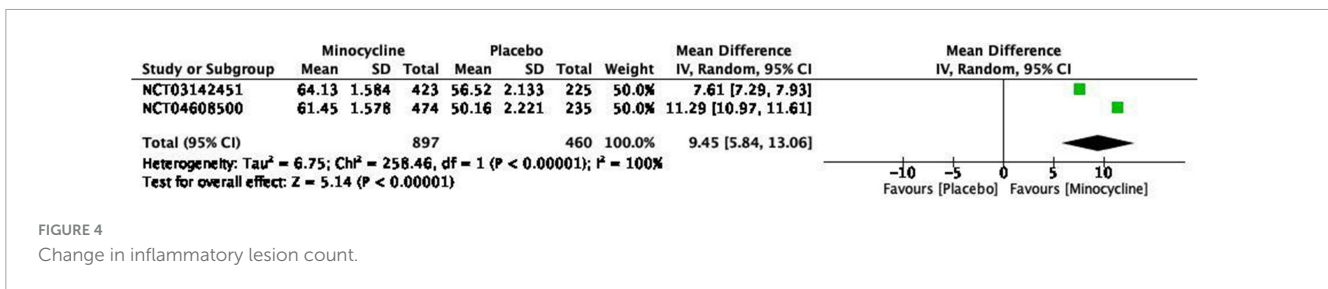 Minocycline Placebo Mean Difference Mean Difference
Study or Subgroup Mean SD Total Mean SD Total Weight IV, Random, 95% CI IV, Random, 95% CI
NCT03142451 64.13 1.584 423 56.52 2.133 225 50.0% 7.61 [7.29, 7.93]
NCT04608500 61.45 1.578 474 50.16 2.221 235 50.0% 11.29 [10.97, 11.61]
Total (95% CI) 897 460 100.0% 9.45 [5.84, 13.06]
Heterogeneity: Tau² = 6.75; Chi² = 258.46, df = 1 (P < 0.00001); I² = 100%
Test for overall effect: Z = 5.14 (P < 0.00001)
-10 -5 0 5 10
Favours [Placebo] Favours [Minocycline]
FIGURE 4
Change in inflammatory lesion count.